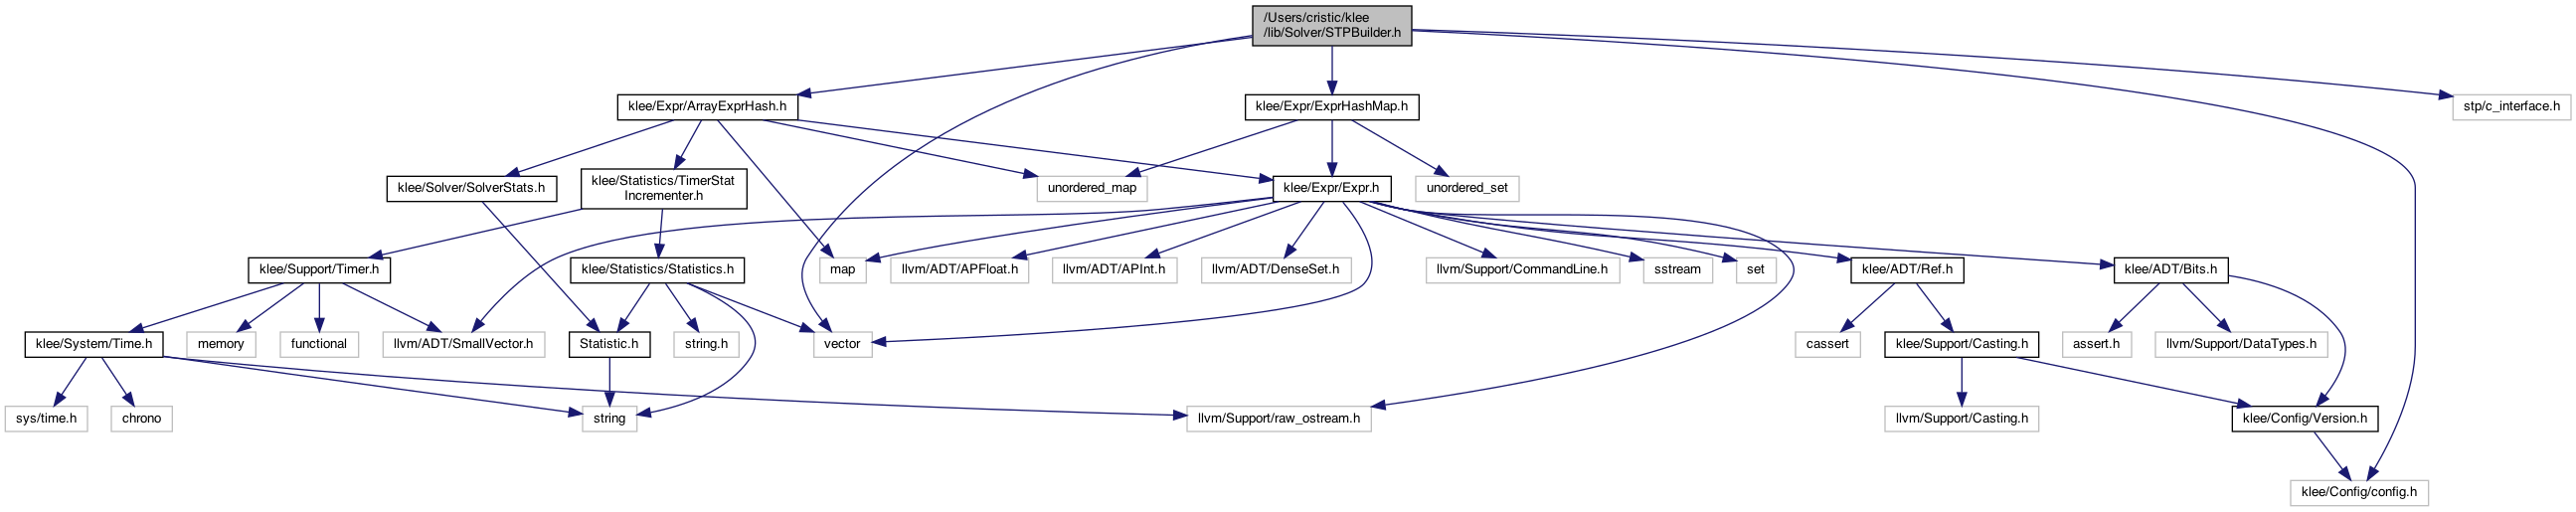 /Users/cristic/klee
/lib/Solver/STPBuilder.h
klee/Expr/ArrayExprHash.h
klee/Expr/ExprHashMap.h
stp/c_interface.h
klee/Solver/SolverStats.h
klee/Statistics/TimerStat
Incrementer.h
unordered_map
klee/Expr/Expr.h
unordered_set
klee/Support/Timer.h
klee/Statistics/Statistics.h
map
llvm/ADT/APFloat.h
llvm/ADT/APInt.h
llvm/ADT/DenseSet.h
llvm/Support/CommandLine.h
sstream
set
klee/ADT/Ref.h
klee/ADT/Bits.h
klee/System/Time.h
memory
functional
llvm/ADT/SmallVector.h
Statistic.h
string.h
vector
cassert
klee/Support/Casting.h
assert.h
llvm/Support/DataTypes.h
sys/time.h
chrono
string
llvm/Support/raw_ostream.h
llvm/Support/Casting.h
klee/Config/Version.h
klee/Config/config.h